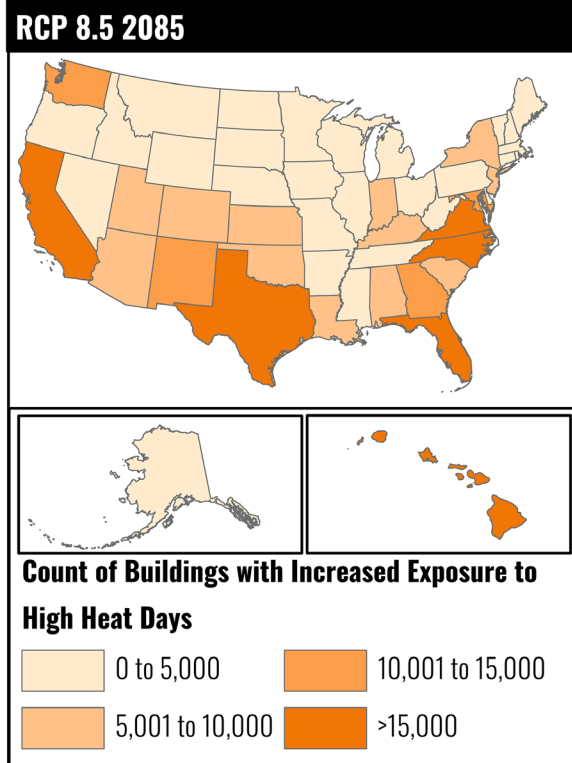 RCP 8.5 2085
Count of Buildings with Increased Exposure to
High Heat Days
0 to 5,000
10,001 to 15,000
5,001 to 10,000
>15,000